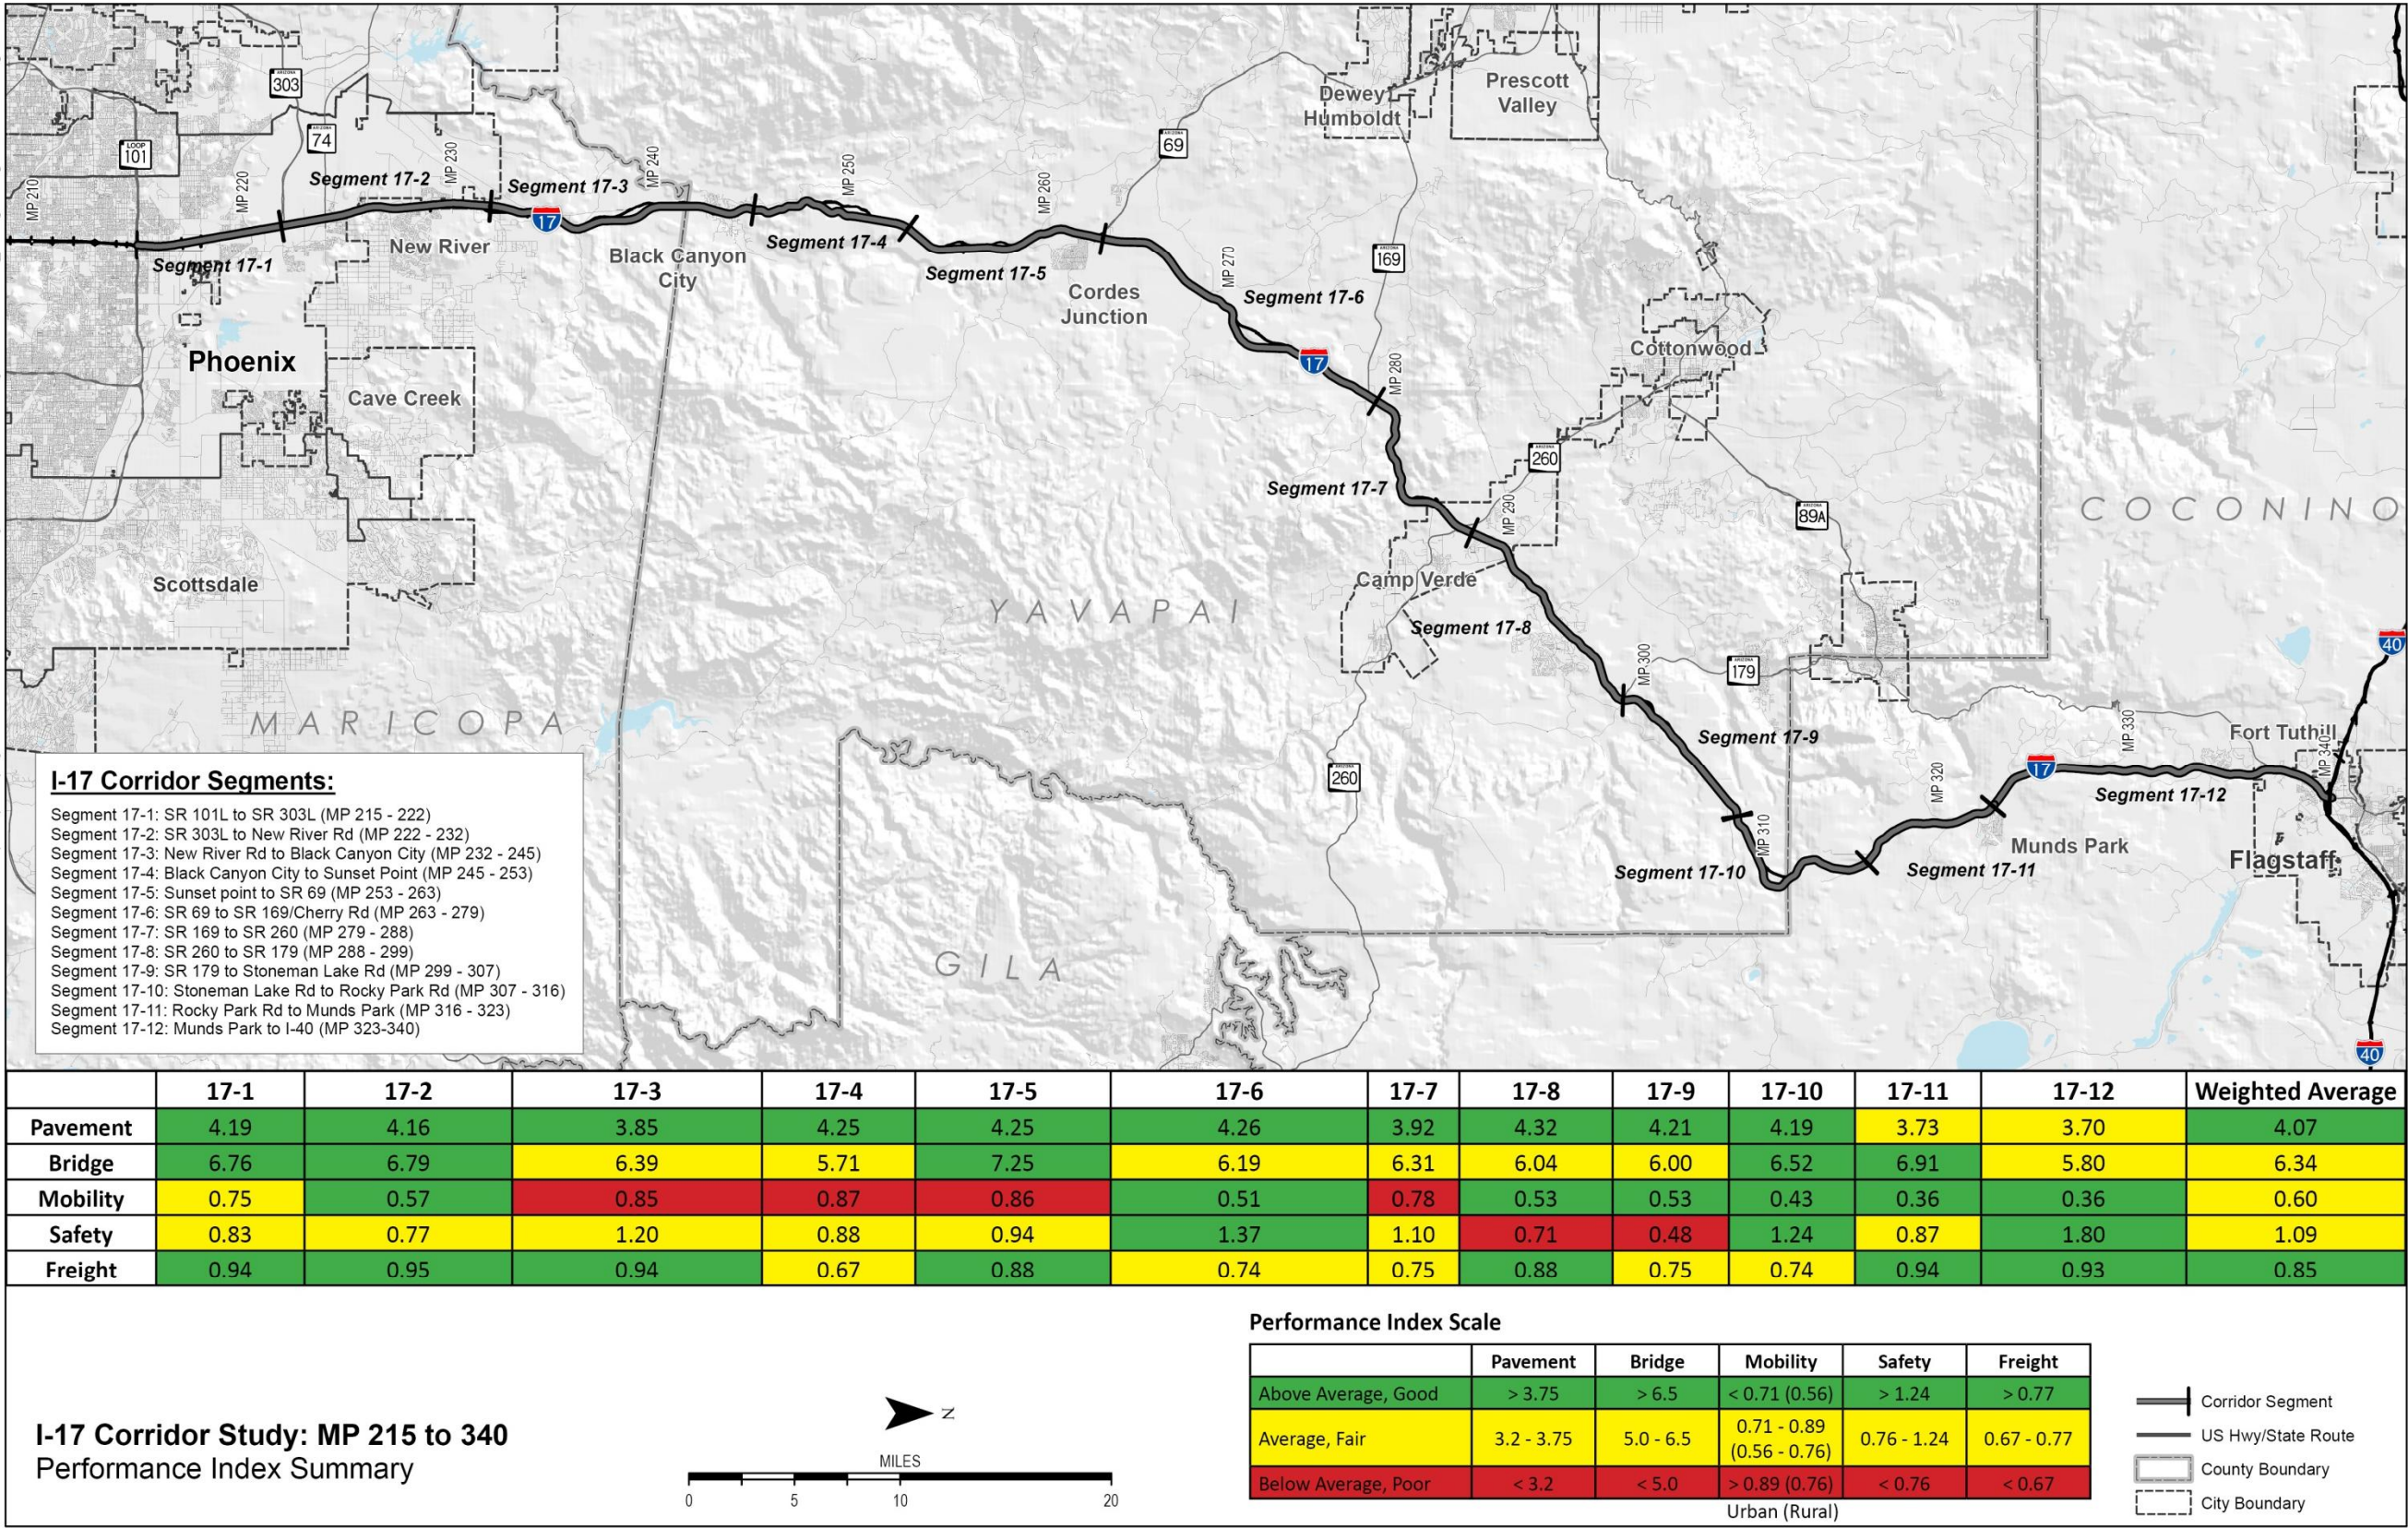 303
74
LOOP
101
MP 210
MP 220
MP 230
MP 240
MP 250
MP 260
MP 270
MP 280
MP 290
MP 300
MP 310
MP 320
MP 330
MP 340
Segment 17-1
Segment 17-2
Segment 17-3
Segment 17-4
Segment 17-5
Segment 17-6
Segment 17-7
Segment 17-8
Segment 17-9
Segment 17-10
Segment 17-11
Segment 17-12
17
17
17
69
169
260
260
89A
179
40
40
New River
Black Canyon
City
Cordes
Junction
Dewey
Humboldt
Prescott
Valley
Cottonwood
Camp Verde
Phoenix
Cave Creek
Scottsdale
Munds Park
Fort Tuthill
Flagstaff
MARICOPA
YAVAPAI
GILA
COCONINO
I-17 Corridor Segments:
Segment 17-1: SR 101L to SR 303L (MP 215 - 222)
Segment 17-2: SR 303L to New River Rd (MP 222 - 232)
Segment 17-3: New River Rd to Black Canyon City (MP 232 - 245)
Segment 17-4: Black Canyon City to Sunset Point (MP 245 - 253)
Segment 17-5: Sunset point to SR 69 (MP 253 - 263)
Segment 17-6: SR 69 to SR 169/Cherry Rd (MP 263 - 279)
Segment 17-7: SR 169 to SR 260 (MP 279 - 288)
Segment 17-8: SR 260 to SR 179 (MP 288 - 299)
Segment 17-9: SR 179 to Stoneman Lake Rd (MP 299 - 307)
Segment 17-10: Stoneman Lake Rd to Rocky Park Rd (MP 307 - 316)
Segment 17-11: Rocky Park Rd to Munds Park (MP 316 - 323)
Segment 17-12: Munds Park to I-40 (MP 323-340)
17-1 17-2 17-3 17-4 17-5 17-6 17-7 17-8 17-9 17-10 17-11 17-12 Weighted Average
Pavement 4.19 4.16 3.85 4.25 4.25 4.26 3.92 4.32 4.21 4.19 3.73 3.70 4.07
Bridge 6.76 6.79 6.39 5.71 7.25 6.19 6.31 6.04 6.00 6.52 6.91 5.80 6.34
Mobility 0.75 0.57 0.85 0.87 0.86 0.51 0.78 0.53 0.53 0.43 0.36 0.36 0.60
Safety 0.83 0.77 1.20 0.88 0.94 1.37 1.10 0.71 0.48 1.24 0.87 1.80 1.09
Freight 0.94 0.95 0.94 0.67 0.88 0.74 0.75 0.88 0.75 0.74 0.94 0.93 0.85
I-17 Corridor Study: MP 215 to 340
Performance Index Summary
N
MILES
0 5 10 20
Performance Index Scale
Pavement Bridge Mobility Safety Freight
Above Average, Good > 3.75 > 6.5 < 0.71 (0.56) > 1.24 > 0.77
Average, Fair 3.2 - 3.75 5.0 - 6.5 0.71 - 0.89 (0.56 - 0.76) 0.76 - 1.24 0.67 - 0.77
Below Average, Poor < 3.2 < 5.0 > 0.89 (0.76) < 0.76 < 0.67
Urban (Rural)
Corridor Segment
US Hwy/State Route
County Boundary
City Boundary